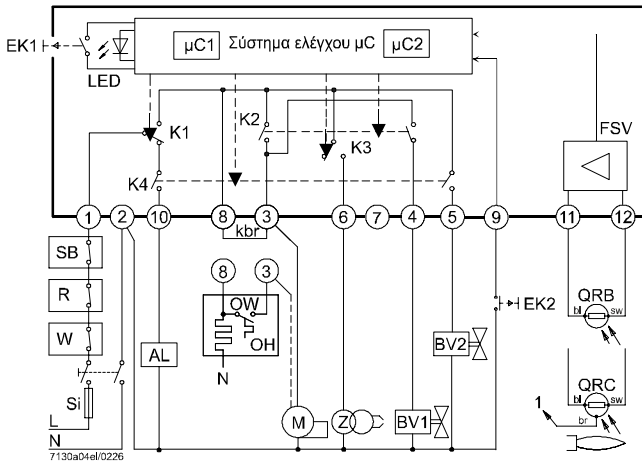 EK1
LED
µC1 Σύστημα ελέγχου µC µC2
FSV
K1
K2
K3
K4
1 2 10 8 3 6 7 4 5 9 11 12
kbr
SB
R
W
Si
L
N
8 3
OW
OH
N
AL
M
Z
BV1
BV2
EK2
QRB
bl sw
QRC
bl sw
br
1
7130a04el/0226